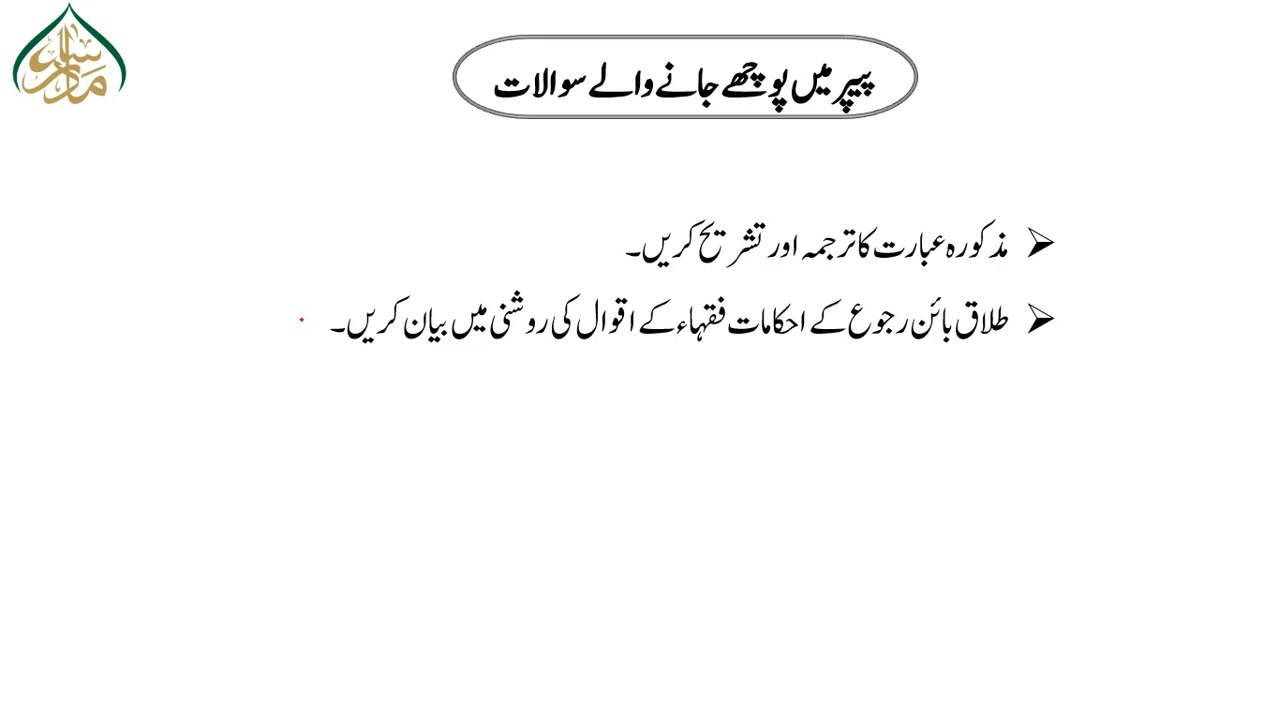 پیپر میں پوچھے جانے والے سوالات
مذکورہ عبارت کا ترجمہ اور تشریح کریں۔
طلاق بائن رجوع کے احکامات فقہاء کے اقوال کی روشنی میں بیان کریں۔